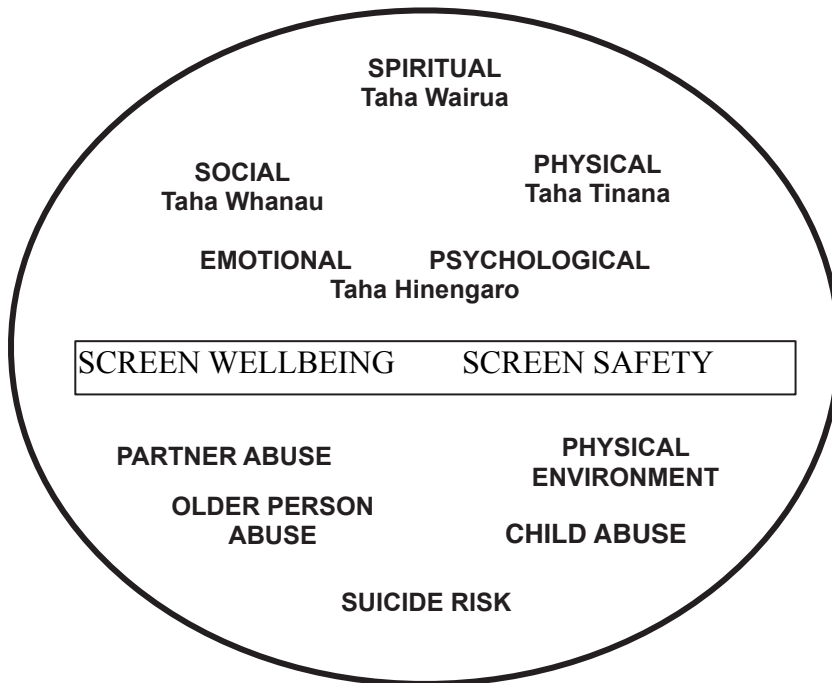 SPIRITUAL
Taha Wairua
SOCIAL
Taha Whanau
PHYSICAL
Taha Tinana
EMOTIONAL PSYCHOLOGICAL
Taha Hinengaro
SCREEN WELLBEING SCREEN SAFETY
PARTNER ABUSE
PHYSICAL
ENVIRONMENT
OLDER PERSON
ABUSE
CHILD ABUSE
SUICIDE RISK